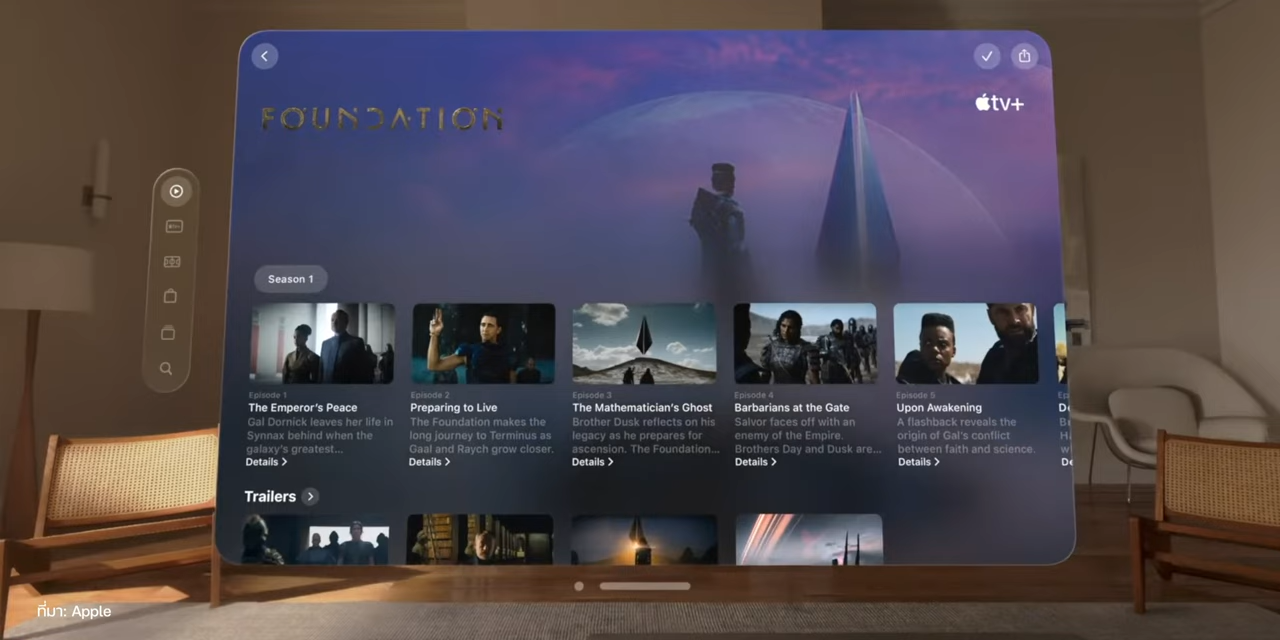 FOUNDATION
tv+
Season 1
Episode 1
The Emperor's Peace
Gal Dornick leaves her life in
Synnax behind when the
galaxy's greatest...
Details >
Episode 2
Preparing to Live
The Foundation makes the
long journey to Terminus as
Gaal and Raych grow closer.
Details >
Episode 3
The Mathematician's Ghost
Brother Dusk reflects on his
legacy as he prepares for
ascension. The Foundation...
Details >
Episode 4
Barbarians at the Gate
Salvor faces off with an
enemy of the Empire.
Brothers Day and Dusk are...
Details >
Episode 5
Upon Awakening
A flashback reveals the
origin of Gal's conflict
between faith and science.
Details >
Trailers >
ที่มา: Apple